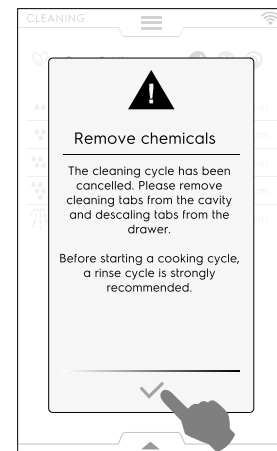 CLEANING
Remove chemicals
The cleaning cycle has been
cancelled. Please remove
cleaning tabs from the cavity
and descaling tabs from the
drawer.
Before starting a cooking cycle,
a rinse cycle is strongly
recommended.